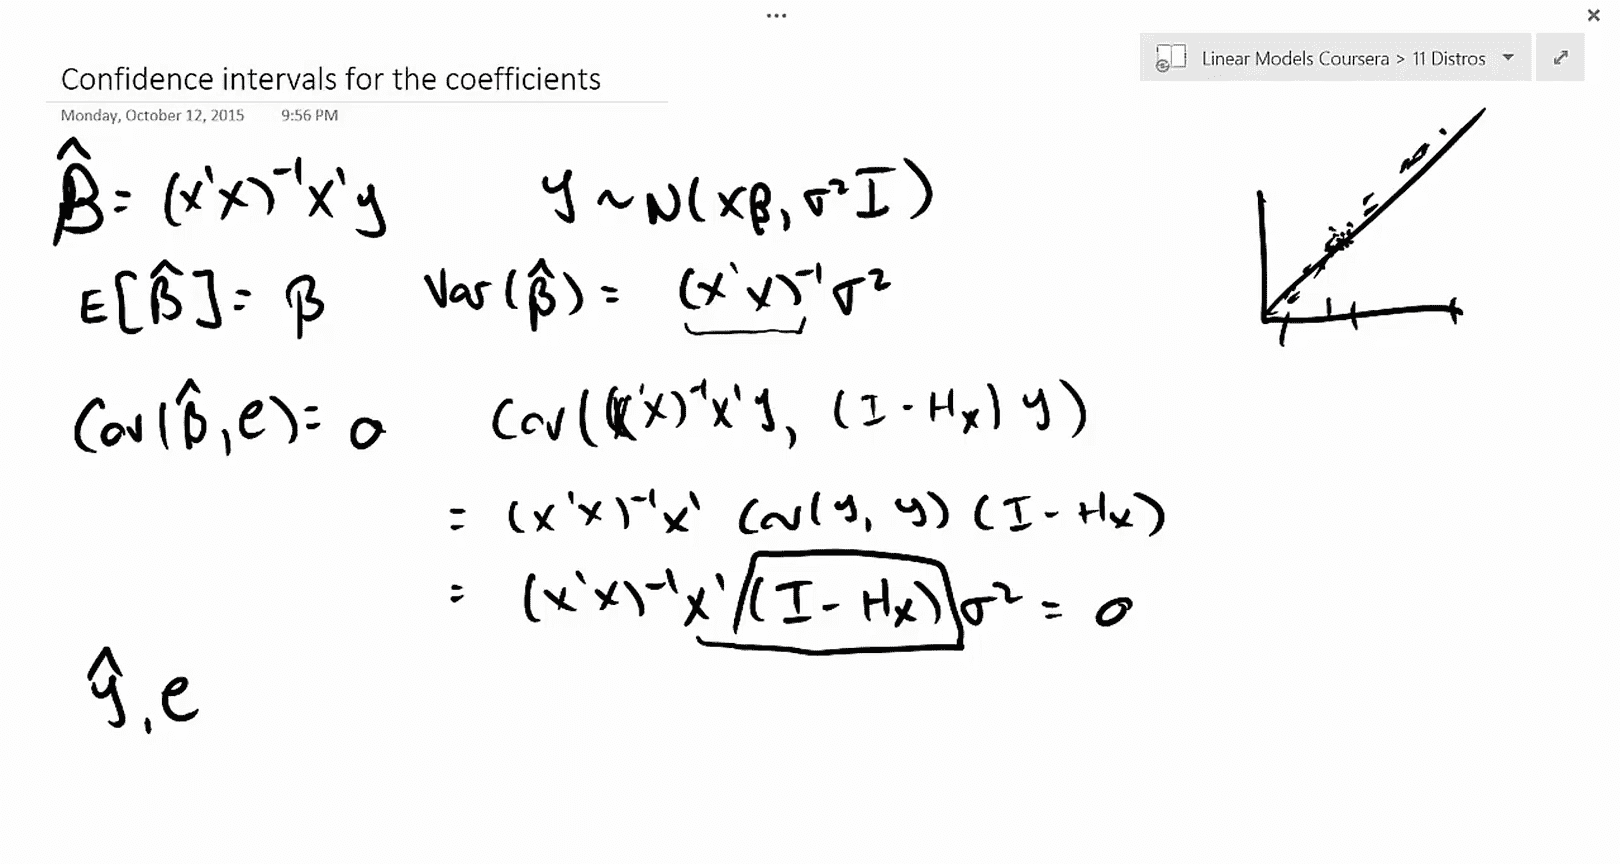 ...
Linear Models Coursera > 11 Distros
Confidence intervals for the coefficients
Monday, October 12, 2015 9:56 PM
β̂ = (x'x)⁻¹x'y y ~ N(xβ, σ²I)
E[β̂] = β Var(β̂) = (x'x)⁻¹σ²
Cov(β̂, e) = 0 Cov((x'x)⁻¹x'y, (I - Hx) y)
= (x'x)⁻¹x' Cov(y, y) (I - Hx)
= (x'x)⁻¹x' (I - Hx) σ² = 0
ŷ, e